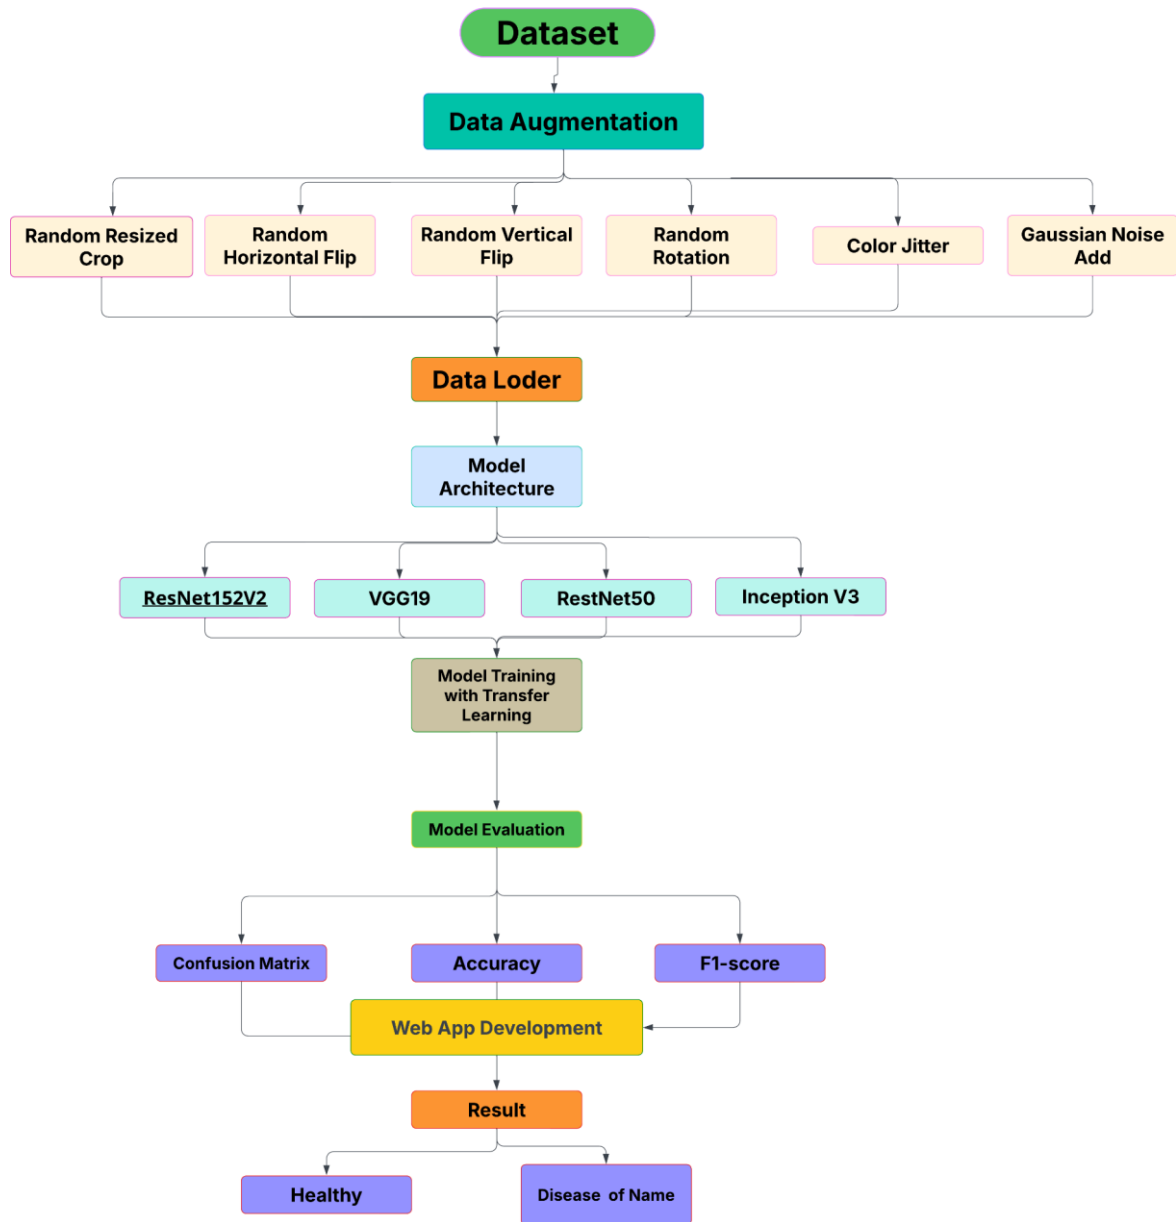 Dataset
Data Augmentation
Random Resized
Crop
Random
Horizontal Flip
Random Vertical
Flip
Random
Rotation
Color Jitter
Gaussian Noise
Add
Data Loder
Model
Architecture
ResNet152V2
VGG19
RestNet50
Inception V3
Model Training
with Transfer
Learning
Model Evaluation
Confusion Matrix
Accuracy
F1-score
Web App Development
Result
Healthy
Disease of Name